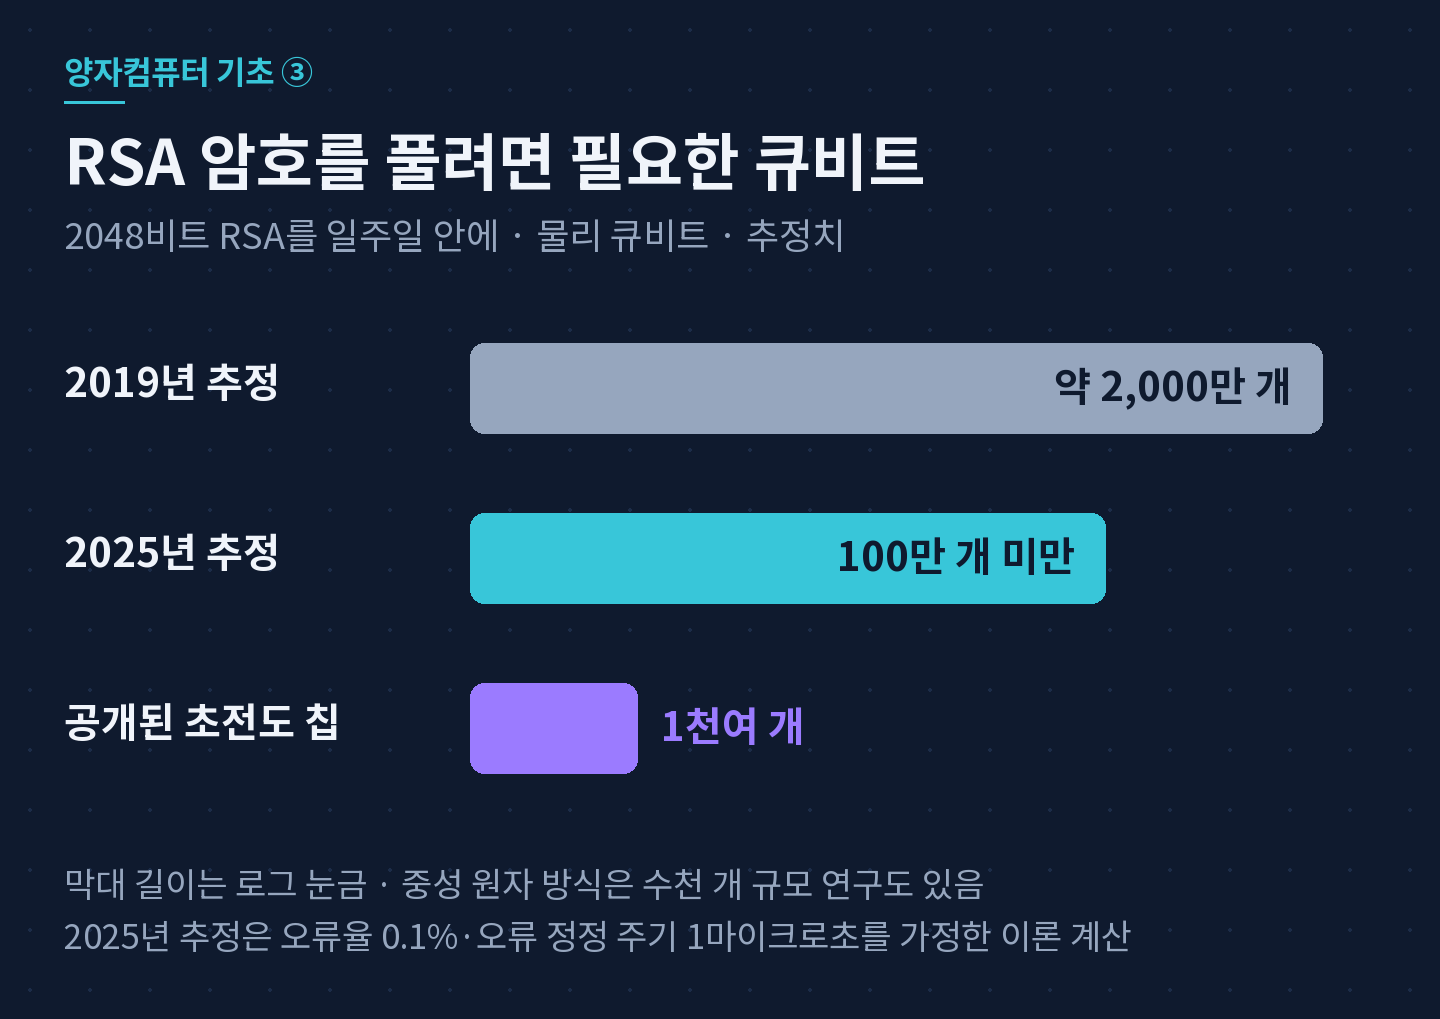 양자컴퓨터 기초 ③
RSA 암호를 풀려면 필요한 큐비트
2048비트 RSA를 일주일 안에 · 물리 큐비트 · 추정치
2019년 추정
약 2,000만 개
2025년 추정
100만 개 미만
공개된 초전도 칩
1천여 개
막대 길이는 로그 눈금 · 중성 원자 방식은 수천 개 규모 연구도 있음
2025년 추정은 오류율 0.1%·오류 정정 주기 1마이크로초를 가정한 이론 계산